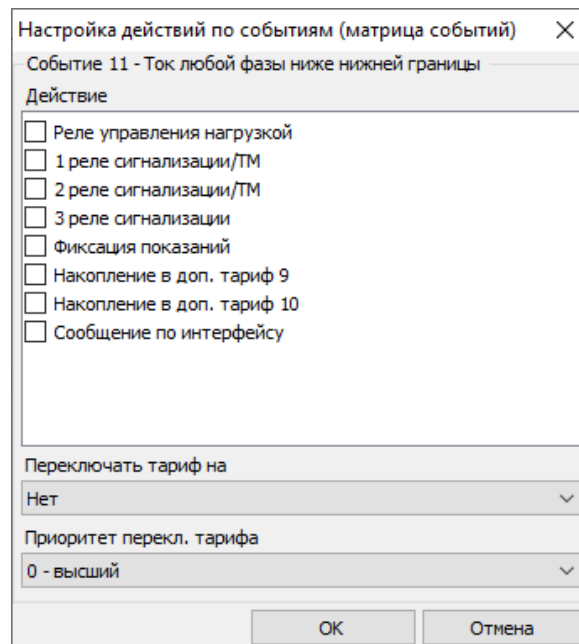 Настройка действий по событиям (матрица событий)
Событие 11 - Ток любой фазы ниже нижней границы
Действие
Реле управления нагрузкой
1 реле сигнализации/ТМ
2 реле сигнализации/ТМ
3 реле сигнализации
Фиксация показаний
Накопление в доп. тариф 9
Накопление в доп. тариф 10
Сообщение по интерфейсу
Переключать тариф на
Нет
Приоритет перекл. тарифа
0 - высший
ОК
Отмена